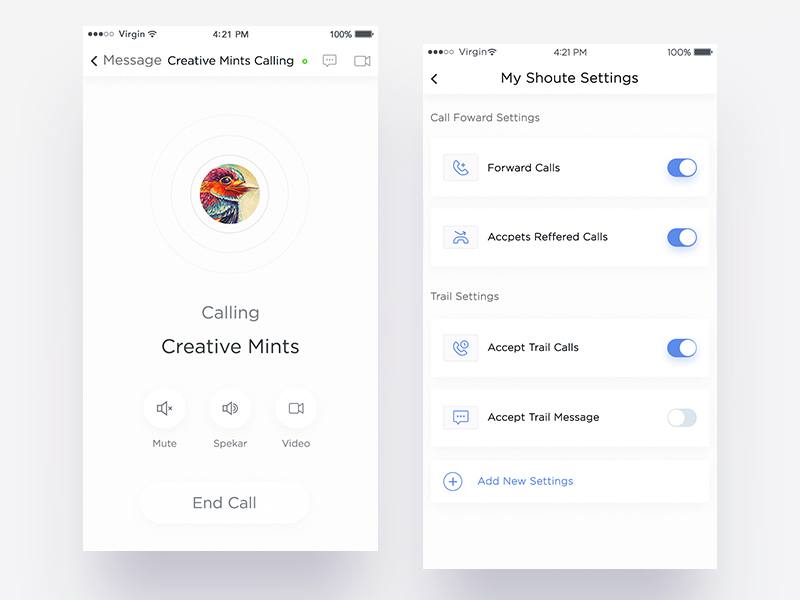 Virgin 4:21 PM 100%
Message Creative Mints Calling
Calling
Creative Mints
Mute Spekar Video
End Call
Virgin 4:21 PM 100%
My Shoute Settings
Call Foward Settings
Forward Calls
Accpets Reffered Calls
Trail Settings
Accept Trail Calls
Accept Trail Message
Add New Settings